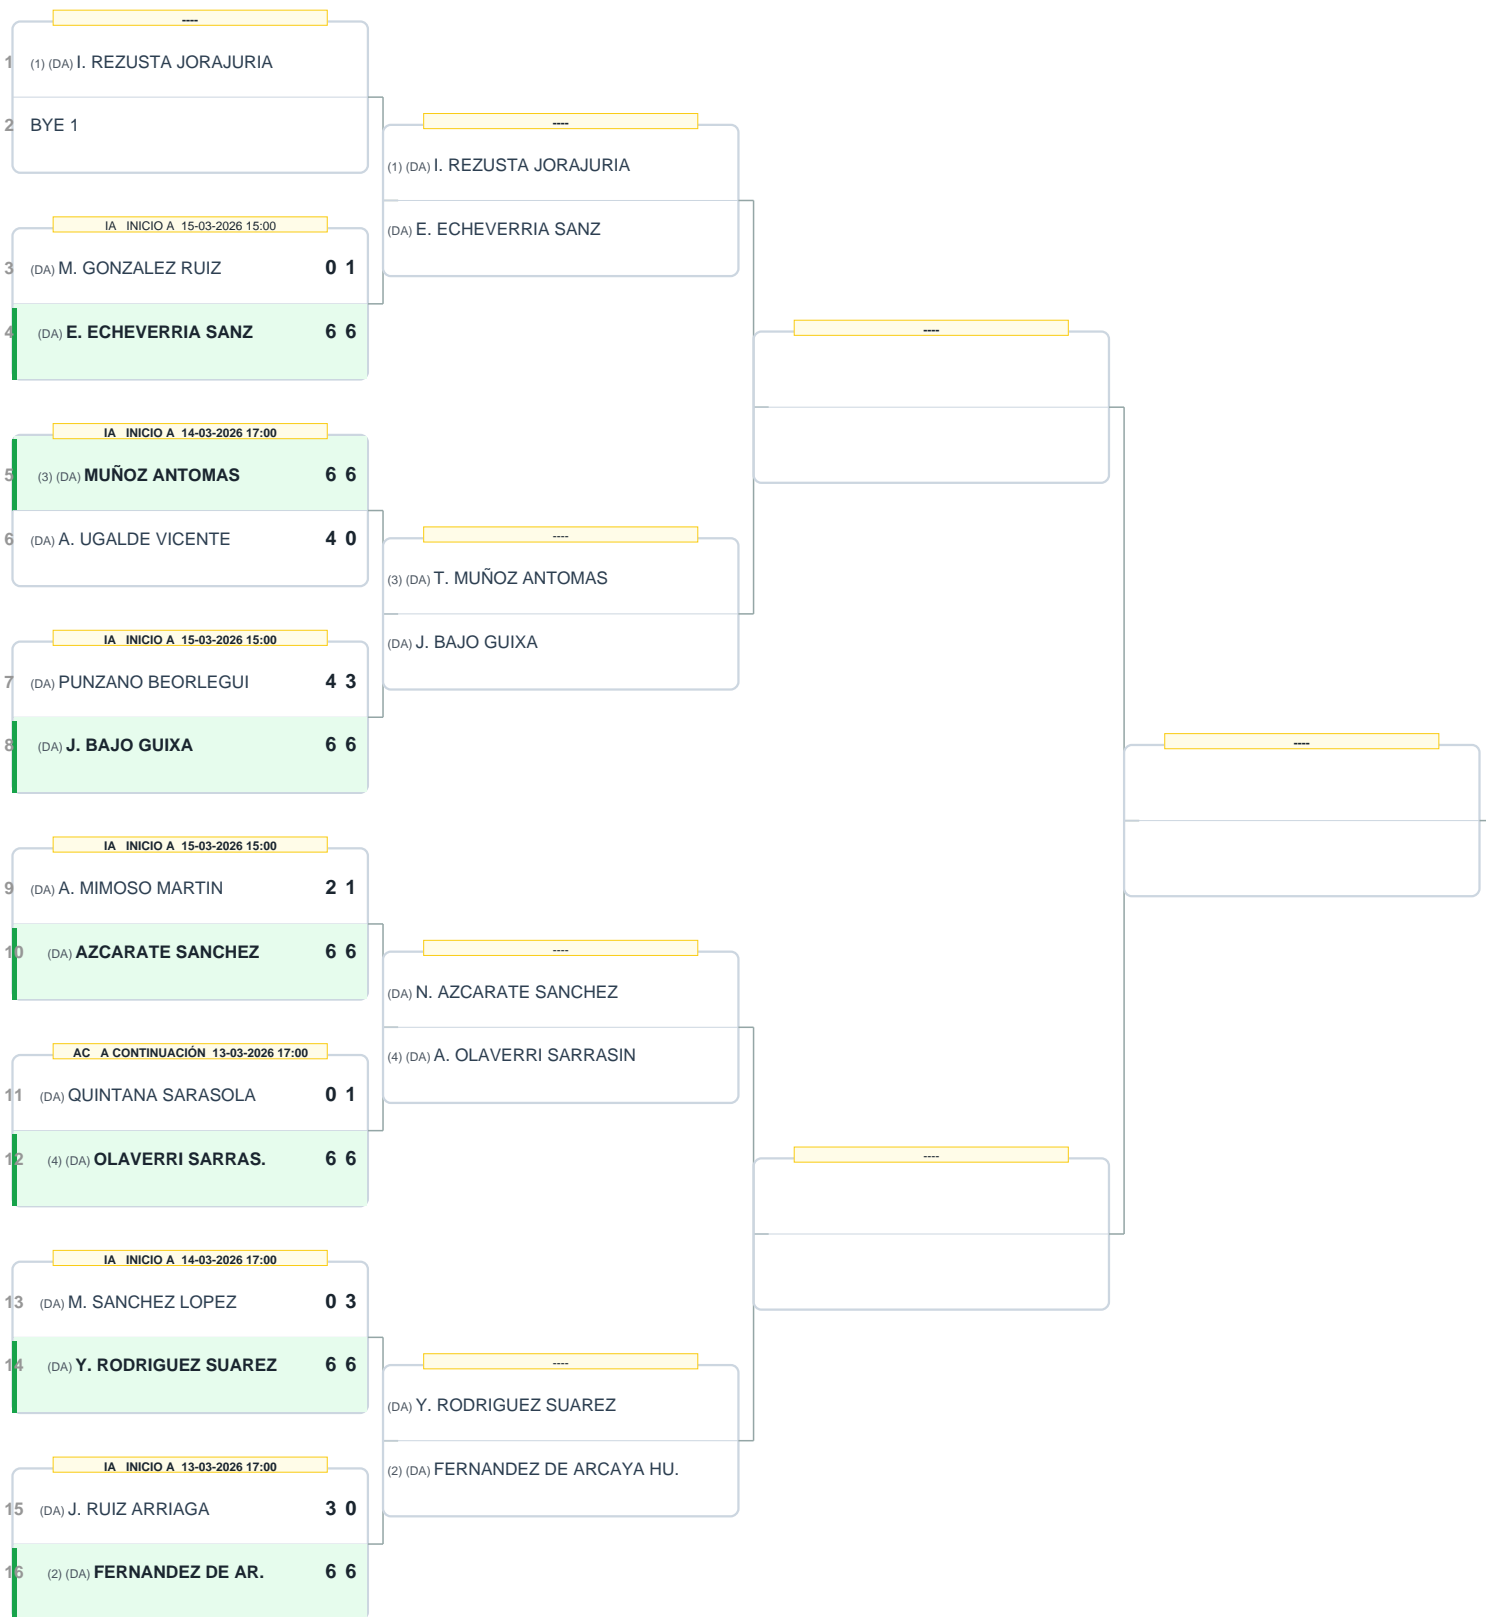 ----
1 (1) (DA) I. REZUSTA JORAJURIA
2 BYE 1
IA INICIO A 15-03-2026 15:00
3 (DA) M. GONZALEZ RUIZ 0 1
4 (DA) E. ECHEVERRIA SANZ 6 6
IA INICIO A 14-03-2026 17:00
5 (3) (DA) MUÑOZ ANTOMAS 6 6
6 (DA) A. UGALDE VICENTE 4 0
IA INICIO A 15-03-2026 15:00
7 (DA) PUNZANO BEORLEGUI 4 3
8 (DA) J. BAJO GUIXA 6 6
IA INICIO A 15-03-2026 15:00
9 (DA) A. MIMOSO MARTIN 2 1
10 (DA) AZCARATE SANCHEZ 6 6
AC A CONTINUACIÓN 13-03-2026 17:00
11 (DA) QUINTANA SARASOLA 0 1
12 (4) (DA) OLAVERRI SARRAS. 6 6
IA INICIO A 14-03-2026 17:00
13 (DA) M. SANCHEZ LOPEZ 0 3
14 (DA) Y. RODRIGUEZ SUAREZ 6 6
IA INICIO A 13-03-2026 17:00
15 (DA) J. RUIZ ARRIAGA 3 0
16 (2) (DA) FERNANDEZ DE AR. 6 6
----
(1) (DA) I. REZUSTA JORAJURIA
(DA) E. ECHEVERRIA SANZ
----
(3) (DA) T. MUÑOZ ANTOMAS
(DA) J. BAJO GUIXA
----
(DA) N. AZCARATE SANCHEZ
(4) (DA) A. OLAVERRI SARRASIN
----
(DA) Y. RODRIGUEZ SUAREZ
(2) (DA) FERNANDEZ DE ARCAYA HU.
----
----
----